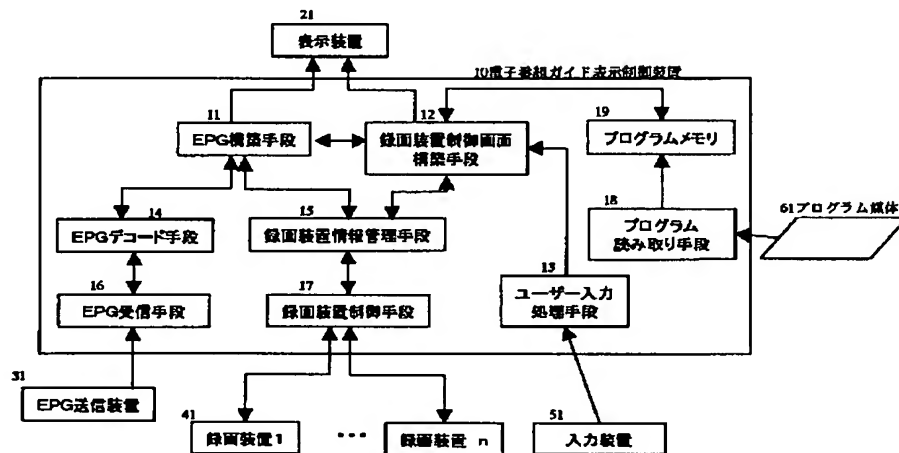 21
表示装置
10電子番組ガイド表示制御装置
11
EPG構築手段
12
録画装置制御画面
構築手段
19
プログラムメモリ
18
プログラム
読み取り手段
61プログラム媒体
14
EPGデコード手段
15
録画装置情報管理手段
13
ユーザー入力
処理手段
16
EPG受信手段
17
録画装置制御手段
31
EPG送信装置
41
録画装置1
...
録画装置 n
51
入力装置